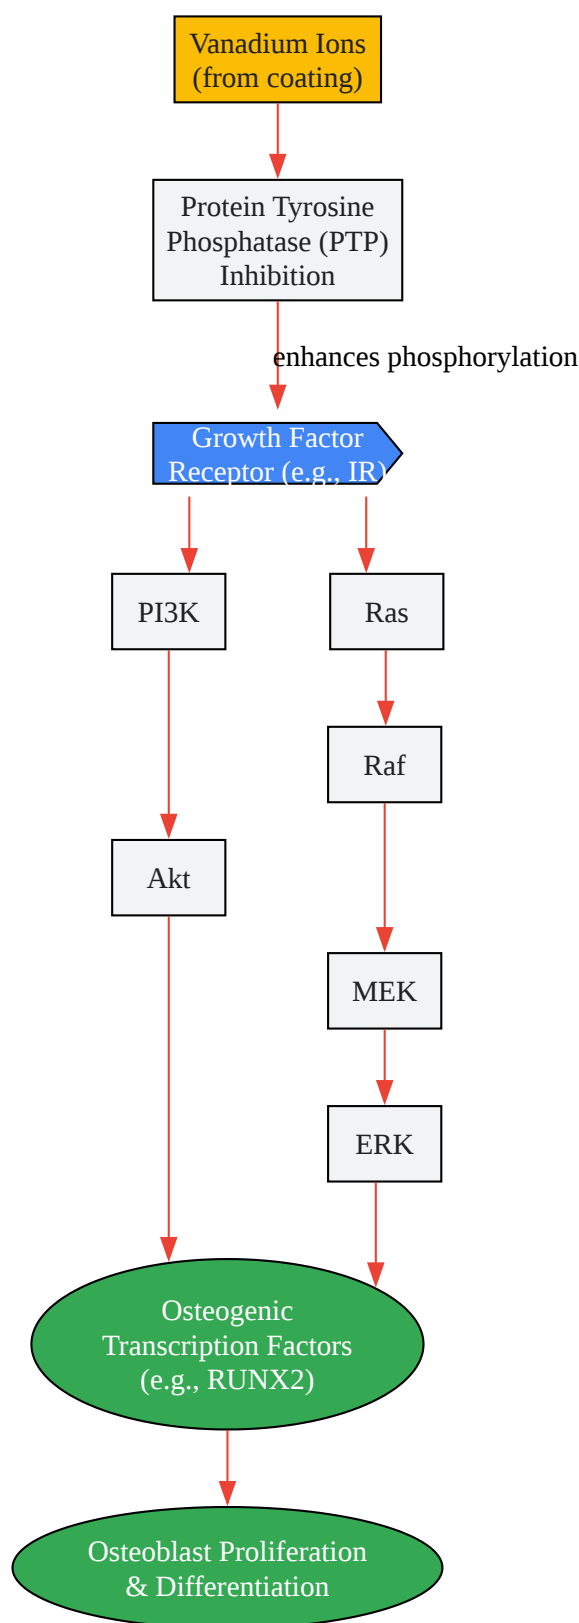 Vanadium Ions
(from coating)
Protein Tyrosine
Phosphatase (PTP)
Inhibition
enhances phosphorylation
Growth Factor
Receptor (e.g., IR)
PI3K
Ras
Raf
Akt
MEK
ERK
Osteogenic
Transcription Factors
(e.g., RUNX2)
Osteoblast Proliferation
& Differentiation